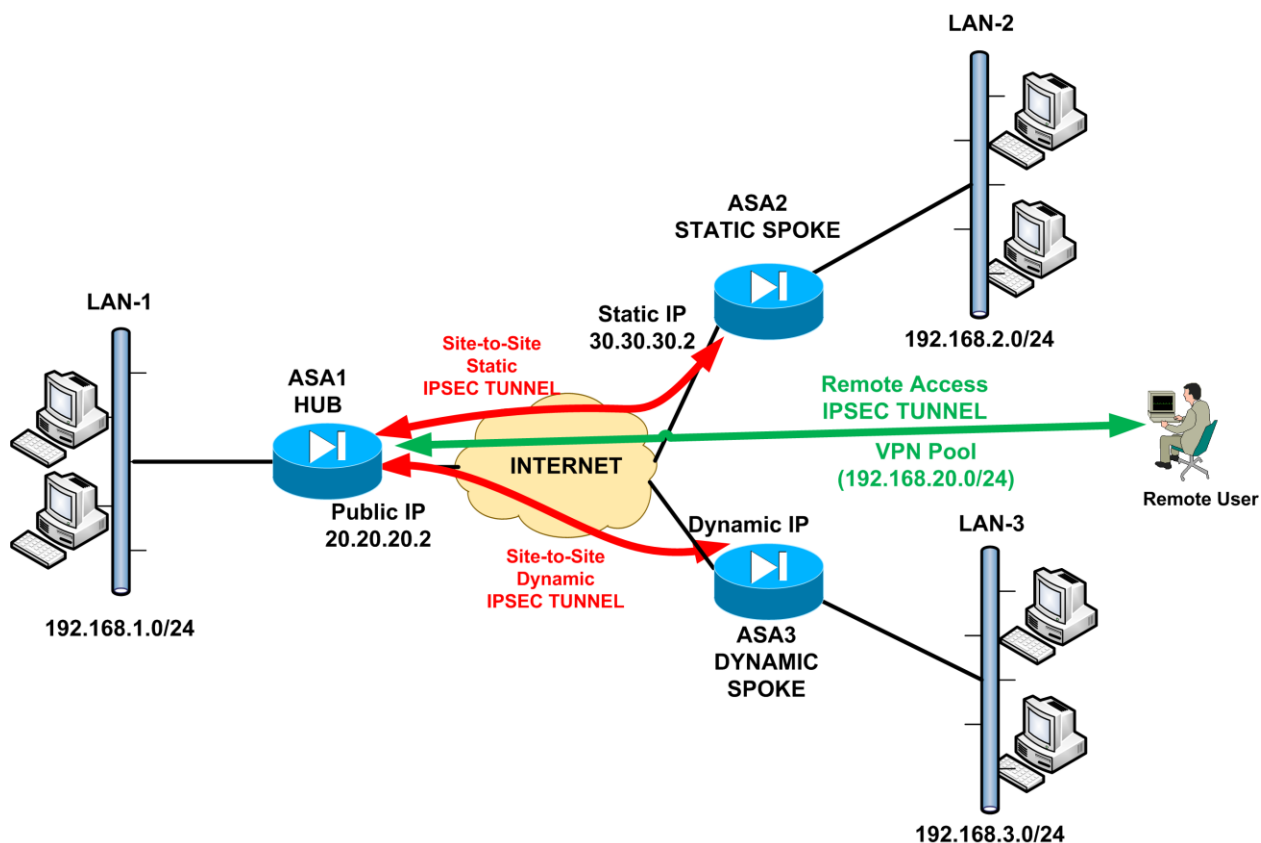 LAN-2
ASA2
STATIC SPOKE
LAN-1
Static IP
30.30.30.2
192.168.2.0/24
Site-to-Site
Static
IPSEC TUNNEL
ASA1
HUB
Remote Access
IPSEC TUNNEL
INTERNET
VPN Pool
(192.168.20.0/24)
Remote User
Public IP
20.20.20.2
Dynamic IP
LAN-3
Site-to-Site
Dynamic
IPSEC TUNNEL
192.168.1.0/24
ASA3
DYNAMIC
SPOKE
192.168.3.0/24